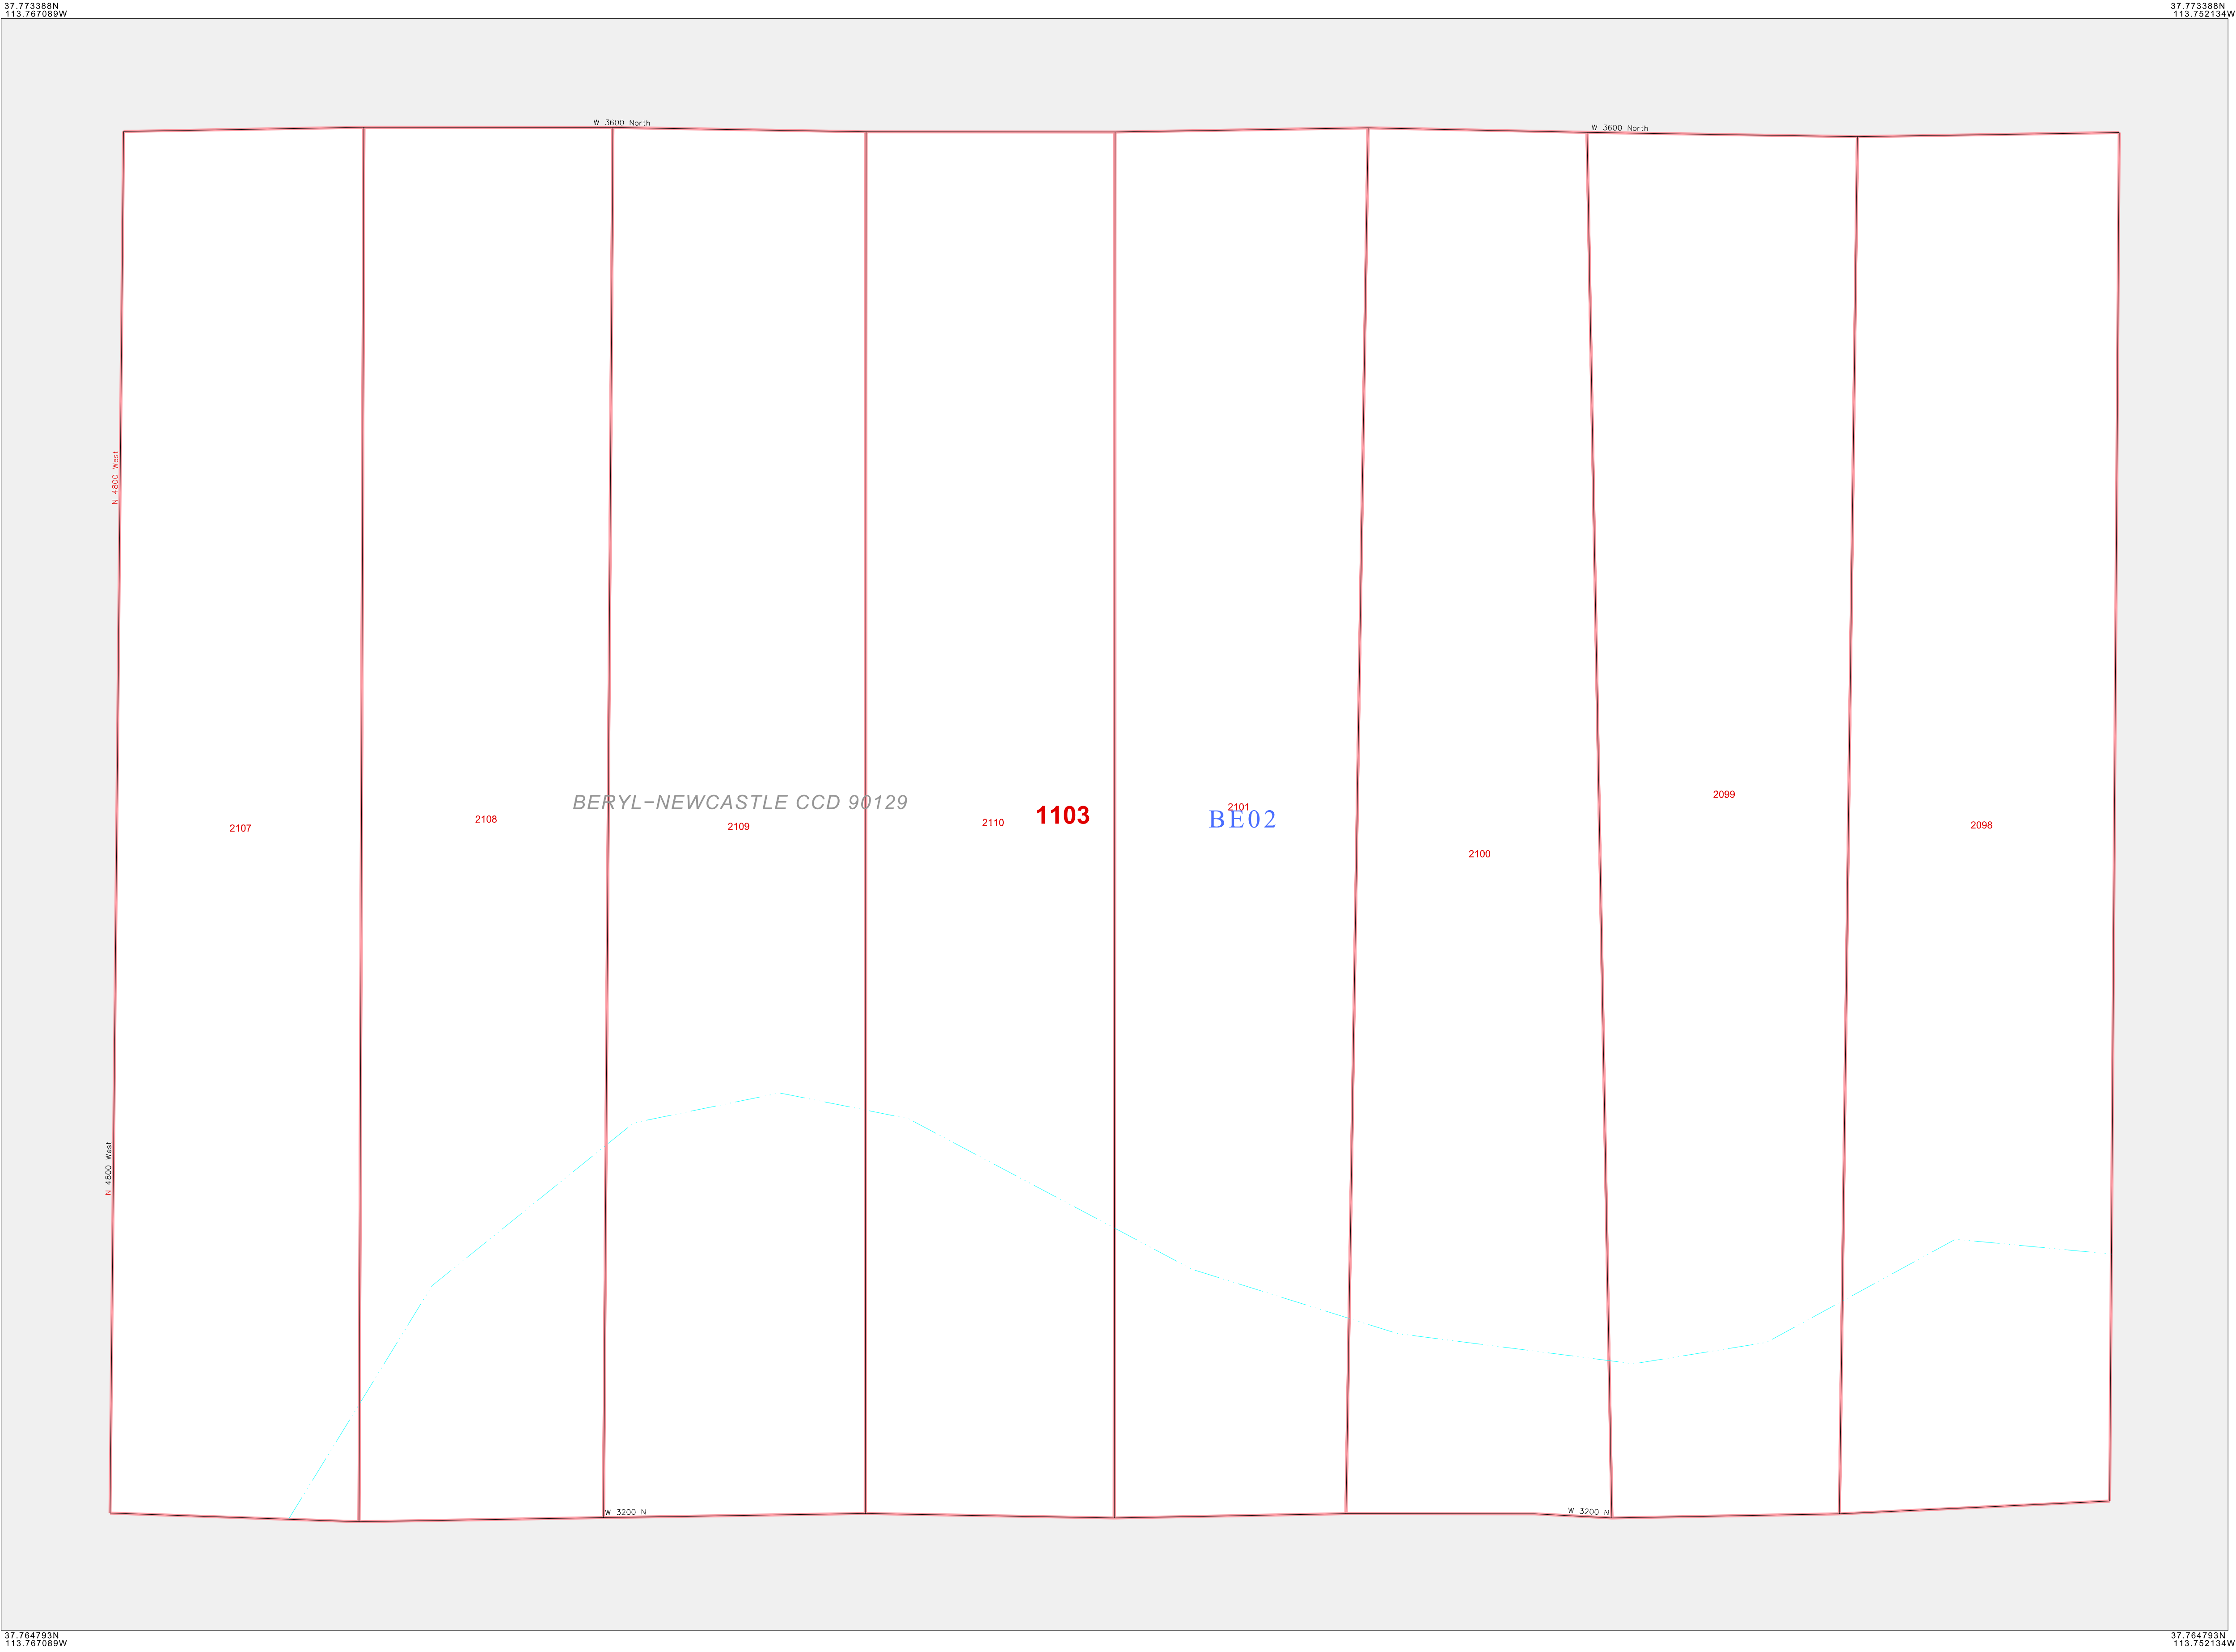 37.773388N
113.767089W
37.773388N
113.752134W
W 3600 North
W 3600 North
N 4800 West
2099
BERYL-NEWCASTLE CCD 90129
2101
1103
BE02
2107
2108
2109
2110
2098
2100
N 4800 West
W 3200 N
W 3200 N
37.764793N
113.767089W
37.764793N
113.752134W